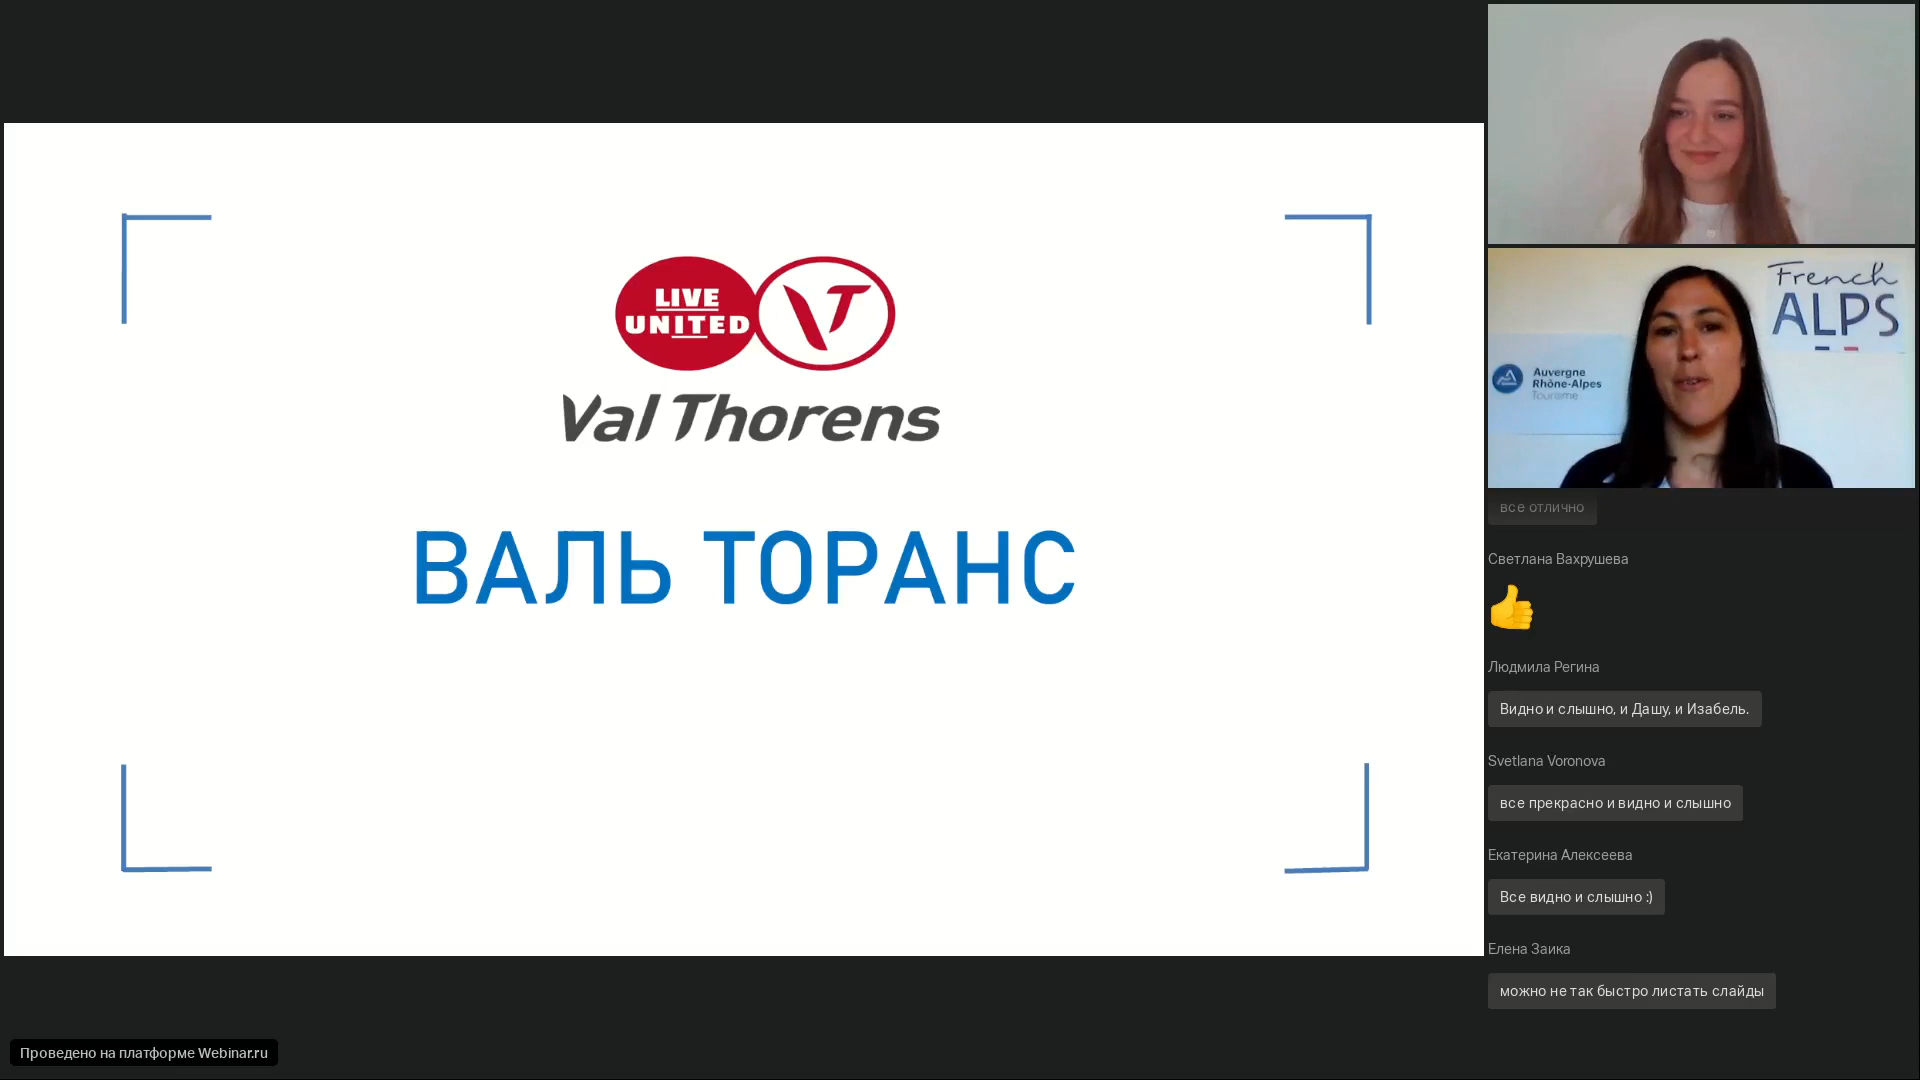 LIVE
UNITED
Val Thorens
ВАЛЬ ТОРАНС
French
ALPS
Auvergne
Rhône-Alpes
Tourisme
все отлично
Светлана Вахрушева
Людмила Регина
Видно и слышно, и Дашу, и Изабель.
Svetlana Voronova
все прекрасно и видно и слышно
Екатерина Алексеева
Все видно и слышно :)
Елена Заика
можно не так быстро листать слайды
Проведено на платформе Webinar.ru